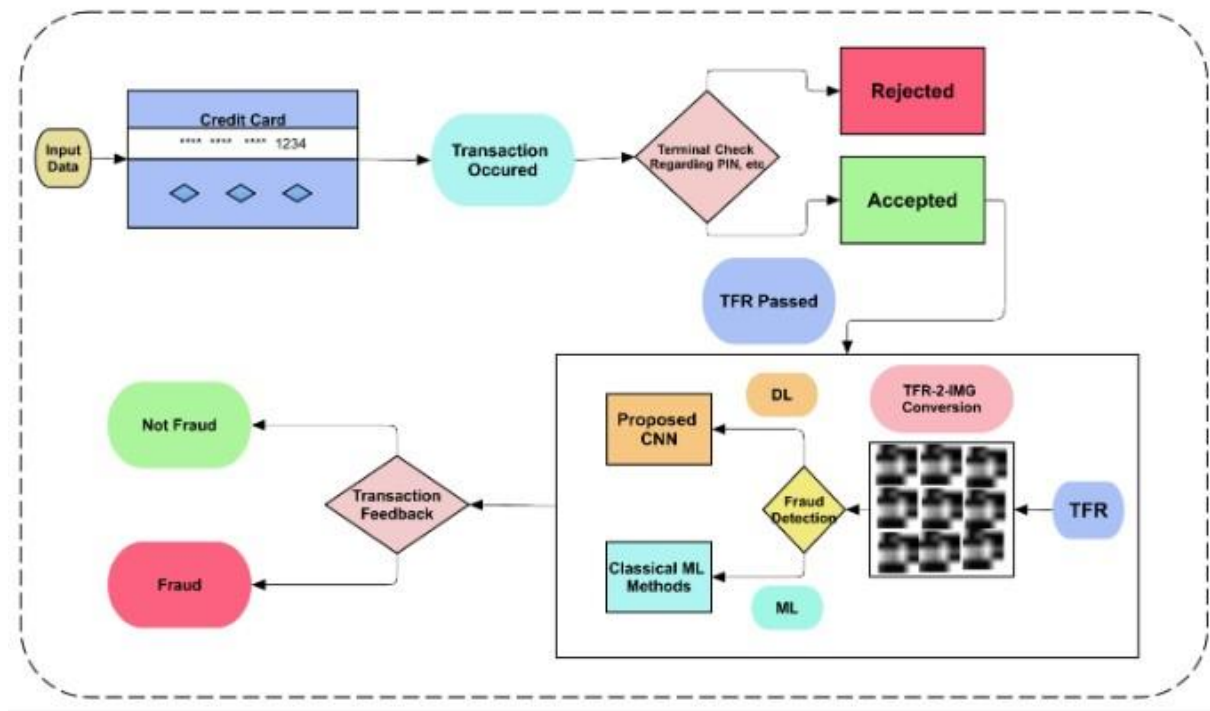 Input
Data
Credit Card
**** **** **** 1234
Transaction
Occured
Terminal Check
Regarding PIN, etc
Rejected
Accepted
TFR Passed
TFR
TFR-2-IMG
Conversion
Fraud
Detection
DL
Proposed
CNN
Classical ML
Methods
ML
Transaction
Feedback
Not Fraud
Fraud